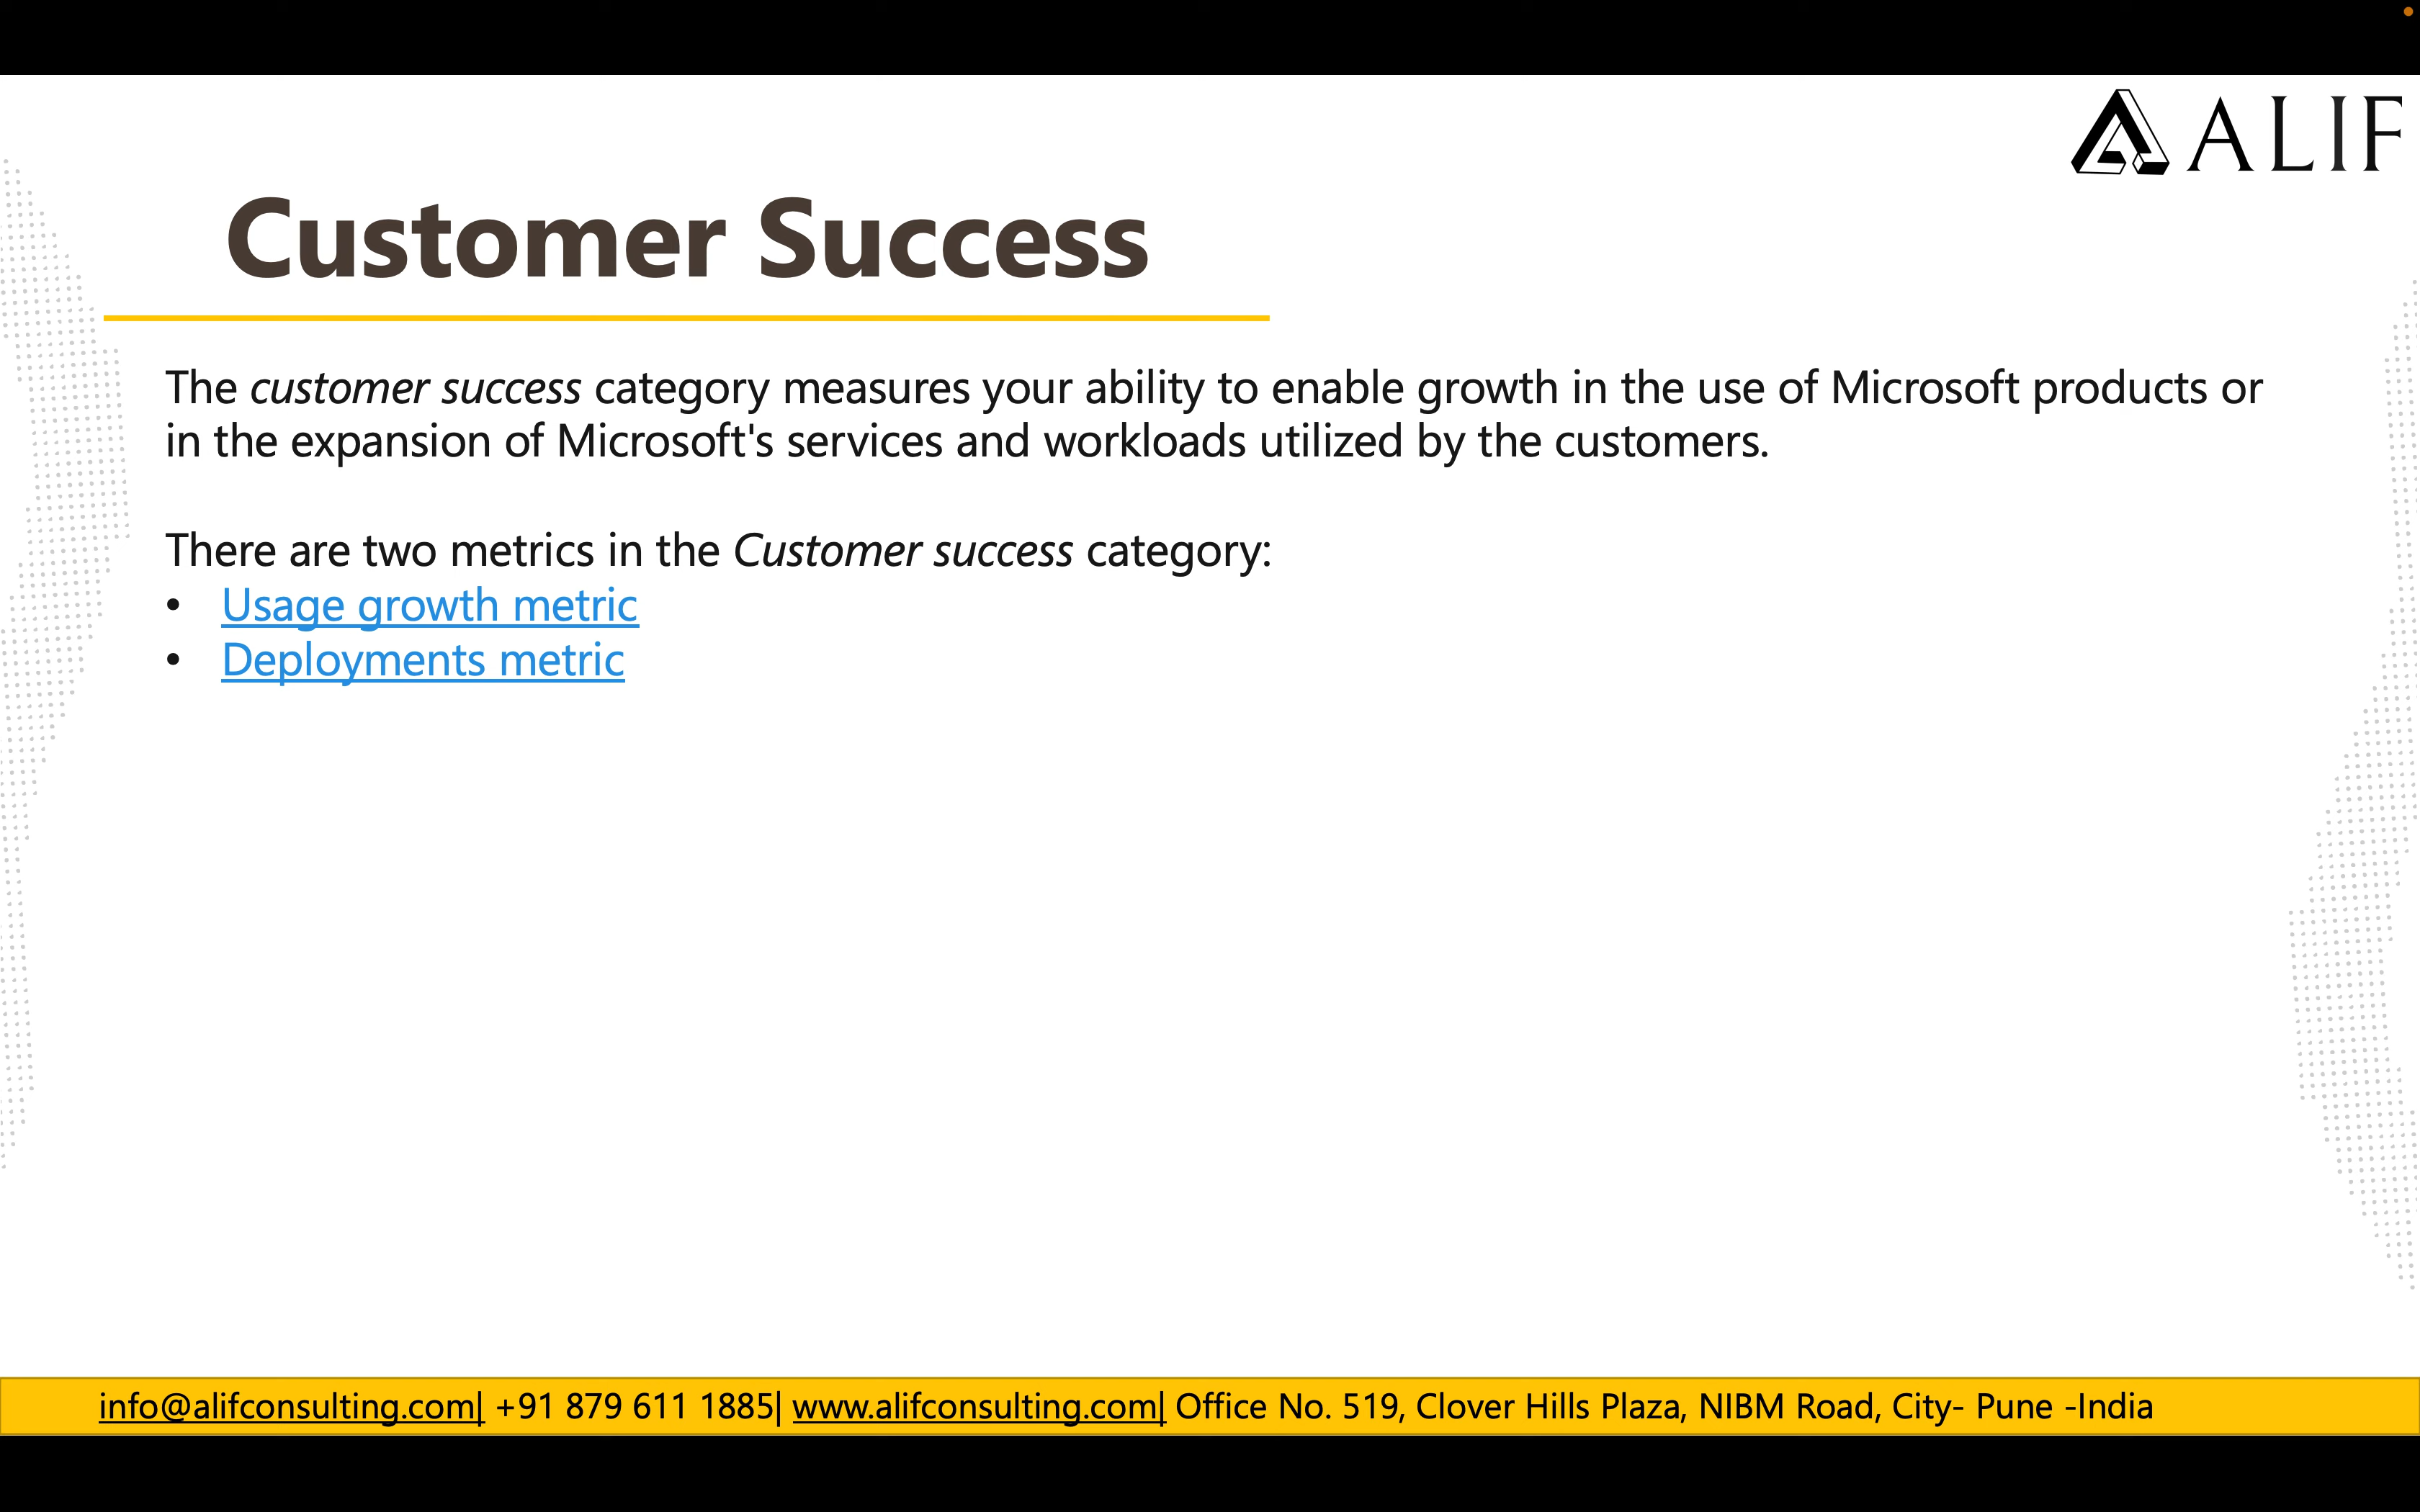 ALIF
Customer Success
The customer success category measures your ability to enable growth in the use of Microsoft products or
in the expansion of Microsoft's services and workloads utilized by the customers.
There are two metrics in the Customer success category:
• Usage growth metric
• Deployments metric
info@alifconsulting.com| +91 879 611 1885| www.alifconsulting.com| Office No. 519, Clover Hills Plaza, NIBM Road, City- Pune -India